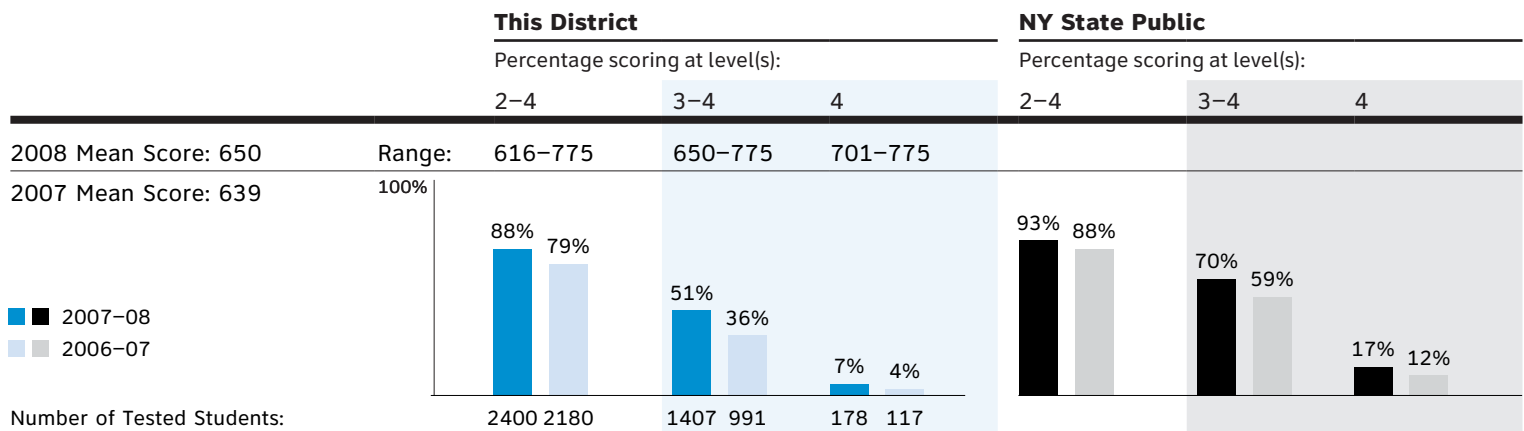 This District NY State Public
Percentage scoring at level(s): Percentage scoring at level(s):
2–4 3–4 4 2–4 3–4 4
2008 Mean Score: 650 Range: 616–775 650–775 701–775
2007 Mean Score: 639 100%
88% 79% 51% 36% 7% 4% 93% 88% 70% 59% 17% 12%
2007–08
2006–07
Number of Tested Students: 2400 2180 1407 991 178 117